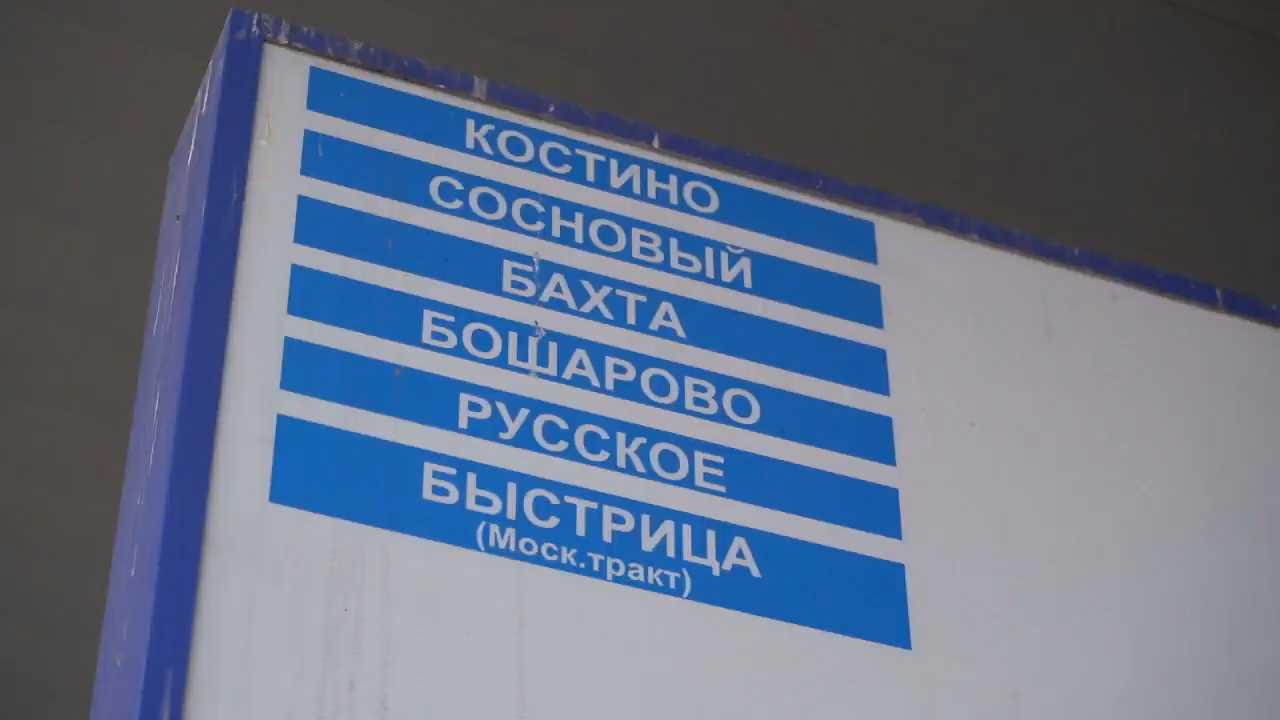 КОСТИНО
СОСНОВЫЙ
БАХТА
БОШАРОВО
РУССКОЕ
БЫСТРИЦА
(Моск.тракт)